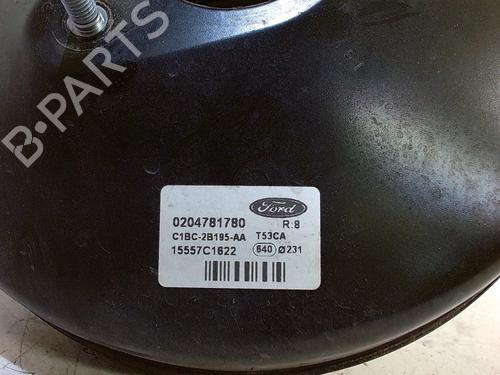 B-PARTS
Ford
0204781780 R:8
C1BC-2B195-AA T53CA
15557C1622 640 Ø231